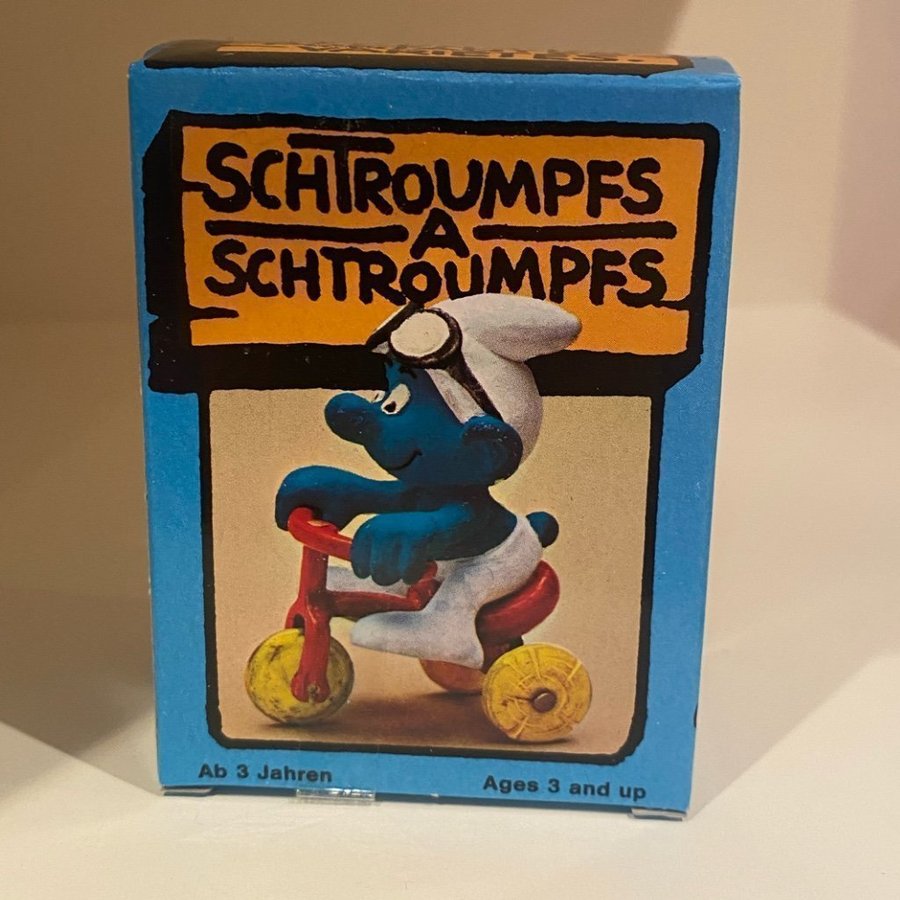 SCHTROUMPFS
A
SCHTROUMPFS
Ab 3 Jahren
Ages 3 and up